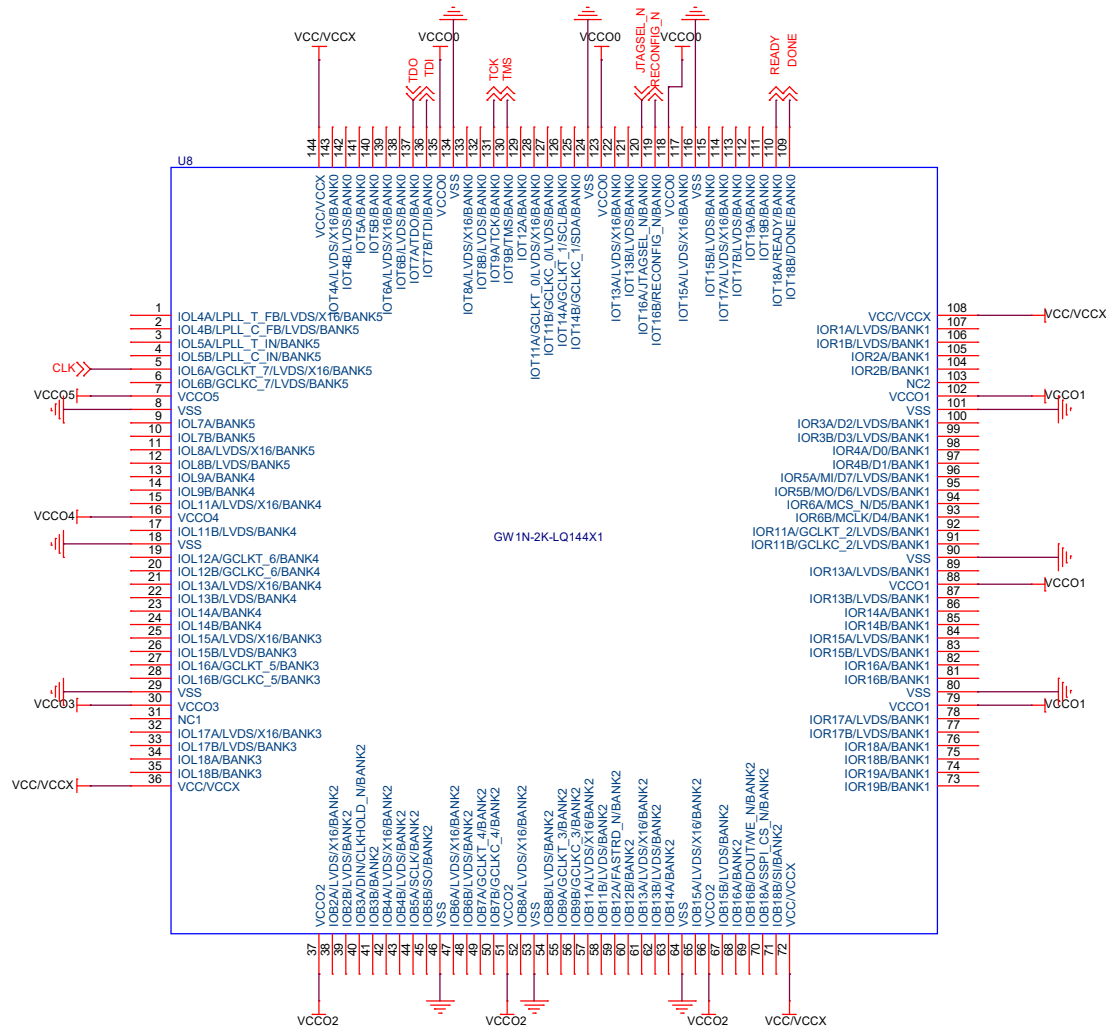 VCC/VCCX
VCCO0
VCCO0
VCCO0
TDO
TDI
TCK
TMS
JTAGSEL_N
RECONFIG_N
READY
DONE
U8
144
143
142
141
140
139
138
137
136
135
134
133
132
131
130
129
128
127
126
125
124
123
122
121
120
119
118
117
116
115
114
113
112
111
110
109
VCC/VCCX
IOT4A/LVDS/X16/BANK0
IOT4B/LVDS/BANK0
IOT5A/BANK0
IOT5B/BANK0
IOT6A/LVDS/X16/BANK0
IOT6B/LVDS/BANK0
IOT7A/TDO/BANK0
IOT7B/TDI/BANK0
VCCO0
VSS
IOT8A/LVDS/X16/BANK0
IOT8B/LVDS/BANK0
IOT9A/TCK/BANK0
IOT9B/TMS/BANK0
IOT12A/BANK0
IOT11A/GCLKT_0/LVDS/X16/BANK0
IOT11B/GCLKC_0/LVDS/BANK0
IOT14A/GCLKT_1/SCL/BANK0
IOT14B/GCLKC_1/SDA/BANK0
VSS
VCCO0
IOT13A/LVDS/X16/BANK0
IOT13B/LVDS/BANK0
IOT16A/JTAGSEL_N/BANK0
IOT16B/RECONFIG_N/BANK0
VCCO0
IOT15A/LVDS/X16/BANK0
VSS
IOT15B/LVDS/BANK0
IOT17A/LVDS/X16/BANK0
IOT17B/LVDS/BANK0
IOT19A/BANK0
IOT19B/BANK0
IOT18A/READY/BANK0
IOT18B/DONE/BANK0
1 IOL4A/LPLL_T_FB/LVDS/X16/BANK5
2 IOL4B/LPLL_C_FB/LVDS/BANK5
3 IOL5A/LPLL_T_IN/BANK5
4 IOL5B/LPLL_C_IN/BANK5
CLK 5 IOL6A/GCLKT_7/LVDS/X16/BANK5
6 IOL6B/GCLKC_7/LVDS/BANK5
VCCO5 7 VCCO5
8 VSS
9 IOL7A/BANK5
10 IOL7B/BANK5
11 IOL8A/LVDS/X16/BANK5
12 IOL8B/LVDS/BANK5
13 IOL9A/BANK4
14 IOL9B/BANK4
15 IOL11A/LVDS/X16/BANK4
VCCO4 16 VCCO4
17 IOL11B/LVDS/BANK4
18 VSS
19 IOL12A/GCLKT_6/BANK4
20 IOL12B/GCLKC_6/BANK4
21 IOL13A/LVDS/X16/BANK4
22 IOL13B/LVDS/BANK4
23 IOL14A/BANK4
24 IOL14B/BANK4
25 IOL15A/LVDS/X16/BANK3
26 IOL15B/LVDS/BANK3
27 IOL16A/GCLKT_5/BANK3
28 IOL16B/GCLKC_5/BANK3
29 VSS
VCCO3 30 VCCO3
31 NC1
32 IOL17A/LVDS/X16/BANK3
33 IOL17B/LVDS/BANK3
34 IOL18A/BANK3
35 IOL18B/BANK3
VCC/VCCX 36 VCC/VCCX
GW1N-2K-LQ144X1
VCC/VCCX 108 VCC/VCCX
IOR1A/LVDS/BANK1 107
IOR1B/LVDS/BANK1 106
IOR2A/BANK1 105
IOR2B/BANK1 104
NC2 103
VCCO1 102 VCCO1
VSS 101
IOR3A/D2/LVDS/BANK1 100
IOR3B/D3/LVDS/BANK1 99
IOR4A/D0/BANK1 98
IOR4B/D1/BANK1 97
IOR5A/MI/D7/LVDS/BANK1 96
IOR5B/MO/D6/LVDS/BANK1 95
IOR6A/MCS_N/D5/BANK1 94
IOR6B/MCLK/D4/BANK1 93
IOR11A/GCLKT_2/LVDS/BANK1 92
IOR11B/GCLKC_2/LVDS/BANK1 91
VSS 90
IOR13A/LVDS/BANK1 89
VCCO1 88 VCCO1
IOR13B/LVDS/BANK1 87
IOR14A/BANK1 86
IOR14B/BANK1 85
IOR15A/LVDS/BANK1 84
IOR15B/LVDS/BANK1 83
IOR16A/BANK1 82
IOR16B/BANK1 81
VSS 80
VCCO1 79 VCCO1
IOR17A/LVDS/BANK1 78
IOR17B/LVDS/BANK1 77
IOR18A/BANK1 76
IOR18B/BANK1 75
IOR19A/BANK1 74
IOR19B/BANK1 73
VCCO2
IOB2A/LVDS/X16/BANK2
IOB2B/LVDS/BANK2
IOB3A/DIN/CLKHOLD_N/BANK2
IOB3B/BANK2
IOB4A/LVDS/X16/BANK2
IOB4B/LVDS/BANK2
IOB5A/SCLK/BANK2
IOB5B/SO/BANK2
VSS
IOB6A/LVDS/X16/BANK2
IOB6B/LVDS/BANK2
IOB7A/GCLKT_4/BANK2
IOB7B/GCLKC_4/BANK2
VCCO2
IOB8A/LVDS/X16/BANK2
VSS
IOB8B/LVDS/BANK2
IOB9A/GCLKT_3/BANK2
IOB9B/GCLKC_3/BANK2
IOB11A/LVDS/X16/BANK2
IOB11B/LVDS/BANK2
IOB12A/FASTRD_N/BANK2
IOB12B/BANK2
IOB13A/LVDS/X16/BANK2
IOB13B/LVDS/BANK2
IOB14A/BANK2
VSS
IOB15A/LVDS/X16/BANK2
VCCO2
IOB15B/LVDS/BANK2
IOB16A/BANK2
IOB16B/DOUT/WE_N/BANK2
IOB18A/SSPI_CS_N/BANK2
IOB18B/SI/BANK2
VCC/VCCX
37
38
39
40
41
42
43
44
45
46
47
48
49
50
51
52
53
54
55
56
57
58
59
60
61
62
63
64
65
66
67
68
69
70
71
72
VCCO2
VCCO2
VCCO2
VCC/VCCX